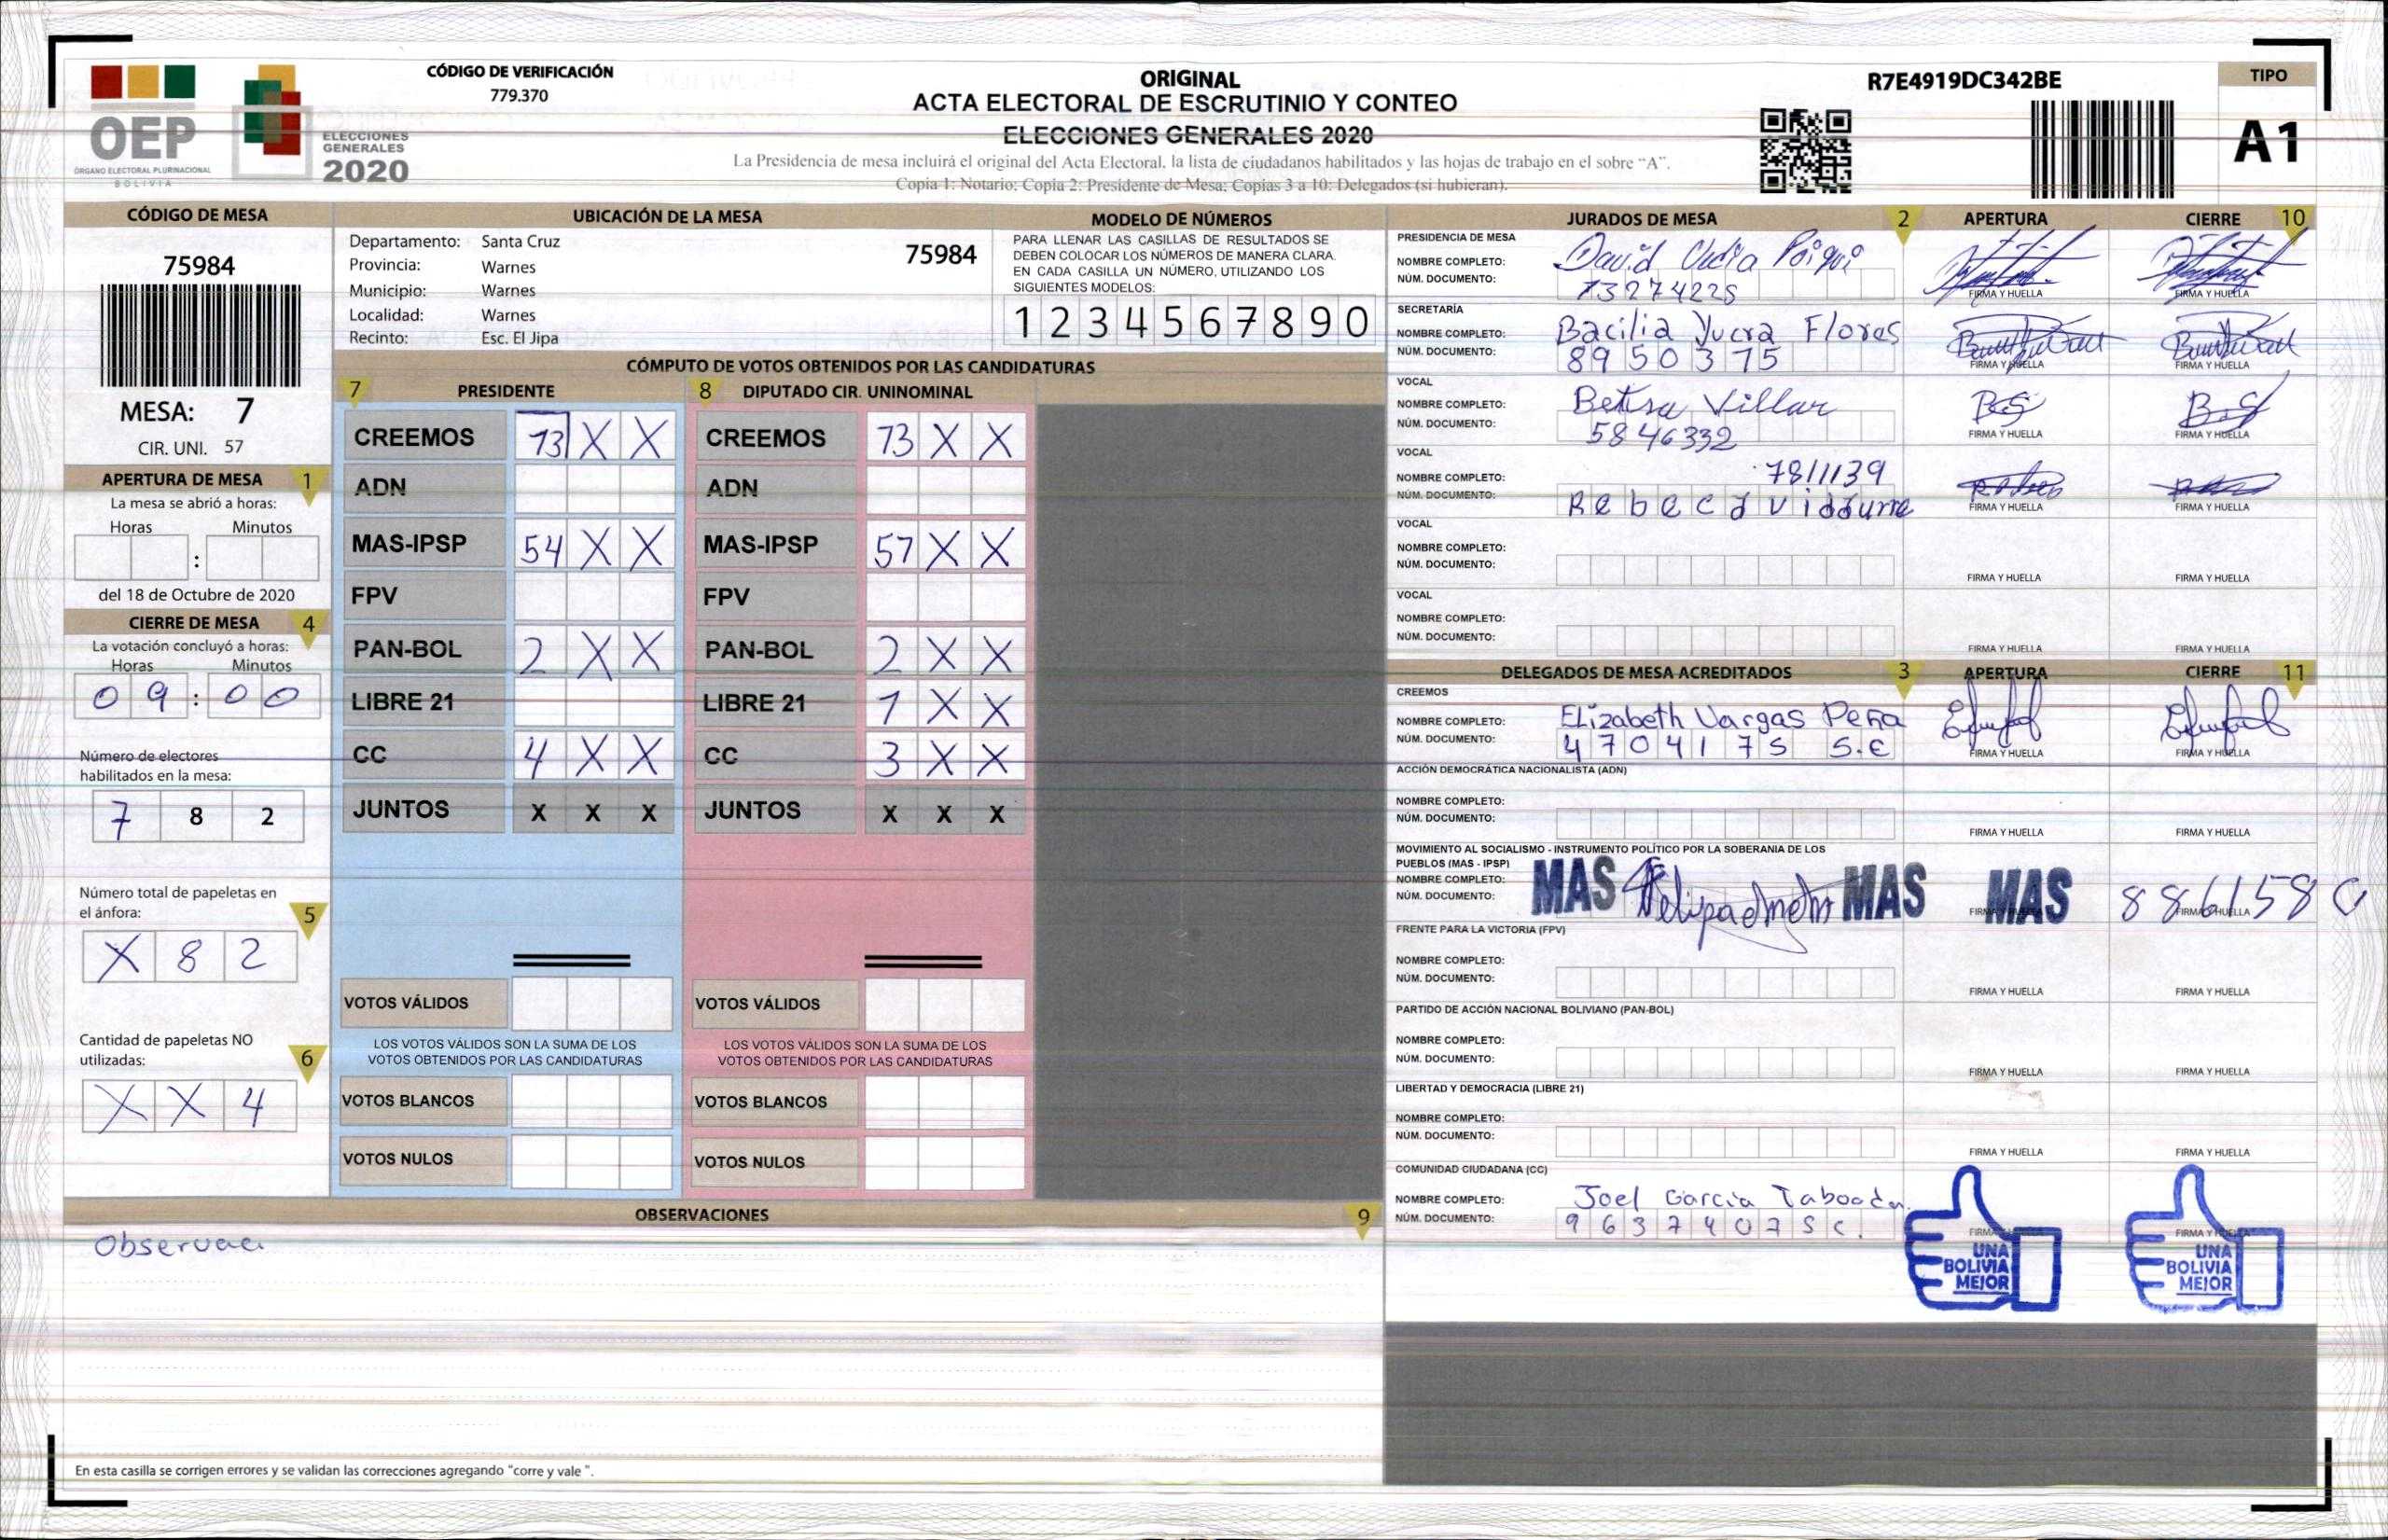 OEP
ÓRGANO ELECTORAL PLURINACIONAL
BOLIVIA
ELECCIONES
GENERALES
2020
CÓDIGO DE VERIFICACIÓN
779.370
ORIGINAL
ACTA ELECTORAL DE ESCRUTINIO Y CONTEO
ELECCIONES GENERALES 2020
La Presidencia de mesa incluirá el original del Acta Electoral, la lista de ciudadanos habilitados y las hojas de trabajo en el sobre "A".
Copia 1: Notario; Copia 2: Presidente de Mesa; Copias 3 a 10: Delegados (si hubieran).
R7E4919DC342BE
TIPO
A1
CÓDIGO DE MESA
75984
MESA: 7
CIR. UNI. 57
APERTURA DE MESA 1
La mesa se abrió a horas:
Horas Minutos
:
del 18 de Octubre de 2020
CIERRE DE MESA 4
La votación concluyó a horas:
Horas Minutos
0 9 : 0 0
Número de electores
habilitados en la mesa:
7 8 2
Número total de papeletas en
el ánfora: 5
X 8 2
Cantidad de papeletas NO
utilizadas: 6
X X 4
UBICACIÓN DE LA MESA
Departamento: Santa Cruz 75984
Provincia: Warnes
Municipio: Warnes
Localidad: Warnes
Recinto: Esc. El Jipa
MODELO DE NÚMEROS
PARA LLENAR LAS CASILLAS DE RESULTADOS SE
DEBEN COLOCAR LOS NÚMEROS DE MANERA CLARA.
EN CADA CASILLA UN NÚMERO, UTILIZANDO LOS
SIGUIENTES MODELOS:
1 2 3 4 5 6 7 8 9 0
CÓMPUTO DE VOTOS OBTENIDOS POR LAS CANDIDATURAS
7 PRESIDENTE
CREEMOS 73 X X
ADN
MAS-IPSP 54 X X
FPV
PAN-BOL 2 X X
LIBRE 21
CC 4 X X
JUNTOS X X X
VOTOS VÁLIDOS
LOS VOTOS VÁLIDOS SON LA SUMA DE LOS
VOTOS OBTENIDOS POR LAS CANDIDATURAS
VOTOS BLANCOS
VOTOS NULOS
8 DIPUTADO CIR. UNINOMINAL
CREEMOS 73 X X
ADN
MAS-IPSP 57 X X
FPV
PAN-BOL 2 X X
LIBRE 21 1 X X
CC 3 X X
JUNTOS X X X
VOTOS VÁLIDOS
LOS VOTOS VÁLIDOS SON LA SUMA DE LOS
VOTOS OBTENIDOS POR LAS CANDIDATURAS
VOTOS BLANCOS
VOTOS NULOS
OBSERVACIONES 9
Observaci
En esta casilla se corrigen errores y se validan las correcciones agregando "corre y vale ".
JURADOS DE MESA 2 APERTURA CIERRE 10
PRESIDENCIA DE MESA
NOMBRE COMPLETO: David
NÚM. DOCUMENTO:
FIRMA Y HUELLA FIRMA Y HUELLA
SECRETARÍA
NOMBRE COMPLETO: Bacilia Yucra Flores
NÚM. DOCUMENTO: 8950375
FIRMA Y HUELLA FIRMA Y HUELLA
VOCAL
NOMBRE COMPLETO: Villar
NÚM. DOCUMENTO: 5846332
FIRMA Y HUELLA FIRMA Y HUELLA
VOCAL
NOMBRE COMPLETO: 7811139
NÚM. DOCUMENTO: Rebeca
FIRMA Y HUELLA FIRMA Y HUELLA
VOCAL
NOMBRE COMPLETO:
NÚM. DOCUMENTO:
FIRMA Y HUELLA FIRMA Y HUELLA
VOCAL
NOMBRE COMPLETO:
NÚM. DOCUMENTO:
FIRMA Y HUELLA FIRMA Y HUELLA
DELEGADOS DE MESA ACREDITADOS 3 APERTURA CIERRE 11
CREEMOS
NOMBRE COMPLETO: Elizabeth Vargas Peña
NÚM. DOCUMENTO: 4704175 S.C
FIRMA Y HUELLA FIRMA Y HUELLA
ACCIÓN DEMOCRÁTICA NACIONALISTA (ADN)
NOMBRE COMPLETO:
NÚM. DOCUMENTO:
FIRMA Y HUELLA FIRMA Y HUELLA
MOVIMIENTO AL SOCIALISMO - INSTRUMENTO POLÍTICO POR LA SOBERANIA DE LOS
PUEBLOS (MAS - IPSP)
NOMBRE COMPLETO:
NÚM. DOCUMENTO: MAS MAS MAS
FRENTE PARA LA VICTORIA (FPV)
NOMBRE COMPLETO:
NÚM. DOCUMENTO:
FIRMA Y HUELLA FIRMA Y HUELLA
PARTIDO DE ACCIÓN NACIONAL BOLIVIANO (PAN-BOL)
NOMBRE COMPLETO:
NÚM. DOCUMENTO:
FIRMA Y HUELLA FIRMA Y HUELLA
LIBERTAD Y DEMOCRACIA (LIBRE 21)
NOMBRE COMPLETO:
NÚM. DOCUMENTO:
FIRMA Y HUELLA FIRMA Y HUELLA
COMUNIDAD CIUDADANA (CC)
NOMBRE COMPLETO: Joel Garcia Taboada
NÚM. DOCUMENTO: 9637407 SC.
UNA BOLIVIA MEJOR
UNA BOLIVIA MEJOR